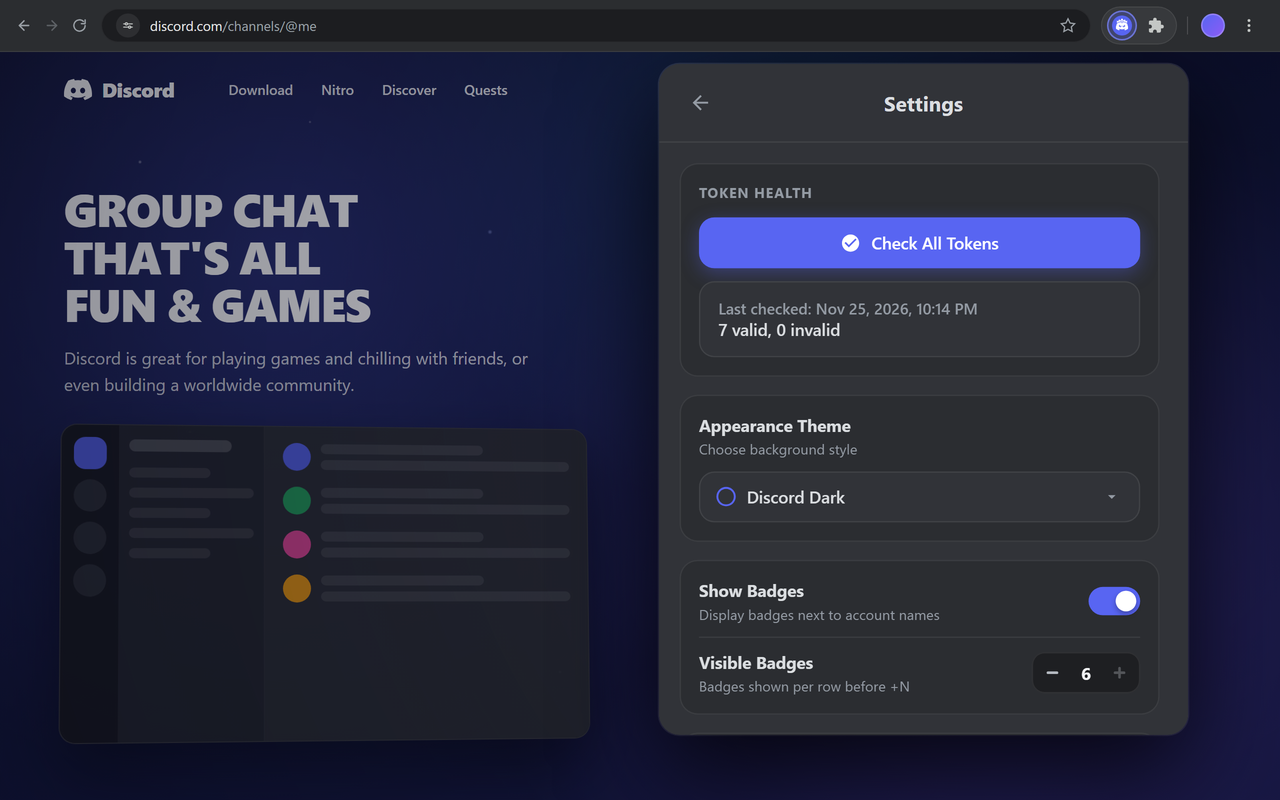 discord.com/channels/@me
Discord
Download
Nitro
Discover
Quests
GROUP CHAT
THAT'S ALL
FUN & GAMES
Discord is great for playing games and chilling with friends, or
even building a worldwide community.
Settings
TOKEN HEALTH
Check All Tokens
Last checked: Nov 25, 2026, 10:14 PM
7 valid, 0 invalid
Appearance Theme
Choose background style
Discord Dark
Show Badges
Display badges next to account names
Visible Badges
Badges shown per row before +N
6